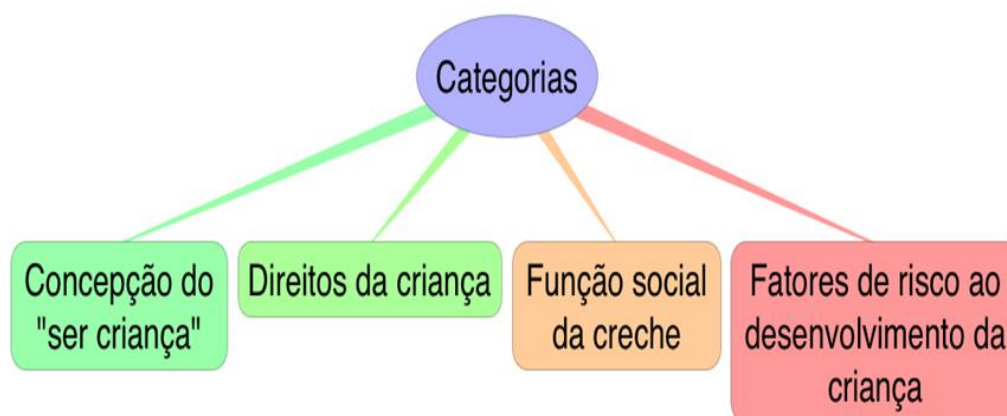 Categorias
Concepção do
"ser criança"
Direitos da criança
Função social
da creche
Fatores de risco ao
desenvolvimento da
criança